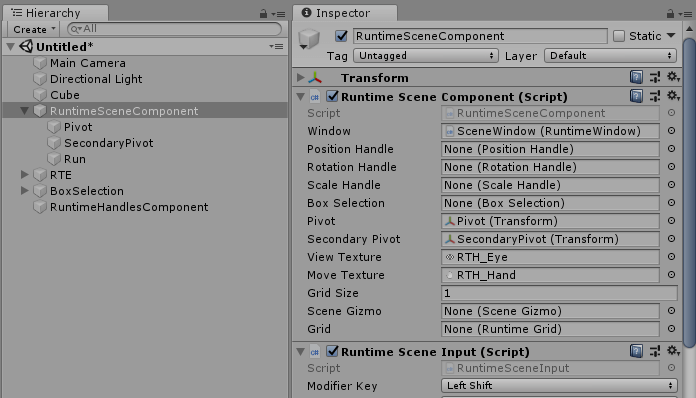 Hierarchy
Create
All
Untitled*
Main Camera
Directional Light
Cube
RuntimeSceneComponent
Pivot
SecondaryPivot
Run
RTE
BoxSelection
RuntimeHandlesComponent
Inspector
RuntimeSceneComponent Static
Tag Untagged Layer Default
Transform
Runtime Scene Component (Script)
Script RuntimeSceneComponent
Window SceneWindow (RuntimeWindow)
Position Handle None (Position Handle)
Rotation Handle None (Rotation Handle)
Scale Handle None (Scale Handle)
Box Selection None (Box Selection)
Pivot Pivot (Transform)
Secondary Pivot SecondaryPivot (Transform)
View Texture RTH_Eye
Move Texture RTH_Hand
Grid Size 1
Scene Gizmo None (Scene Gizmo)
Grid None (Runtime Grid)
C# Runtime Scene Input (Script)
Script RuntimeSceneInput
Modifier Key Left Shift